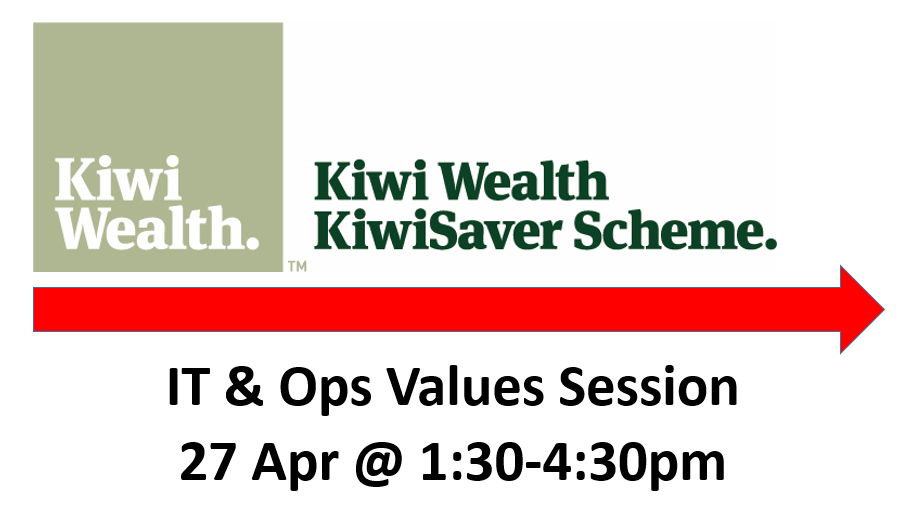 Kiwi
Wealth.
TM
Kiwi Wealth
KiwiSaver Scheme.
IT & Ops Values Session
27 Apr @ 1:30-4:30pm